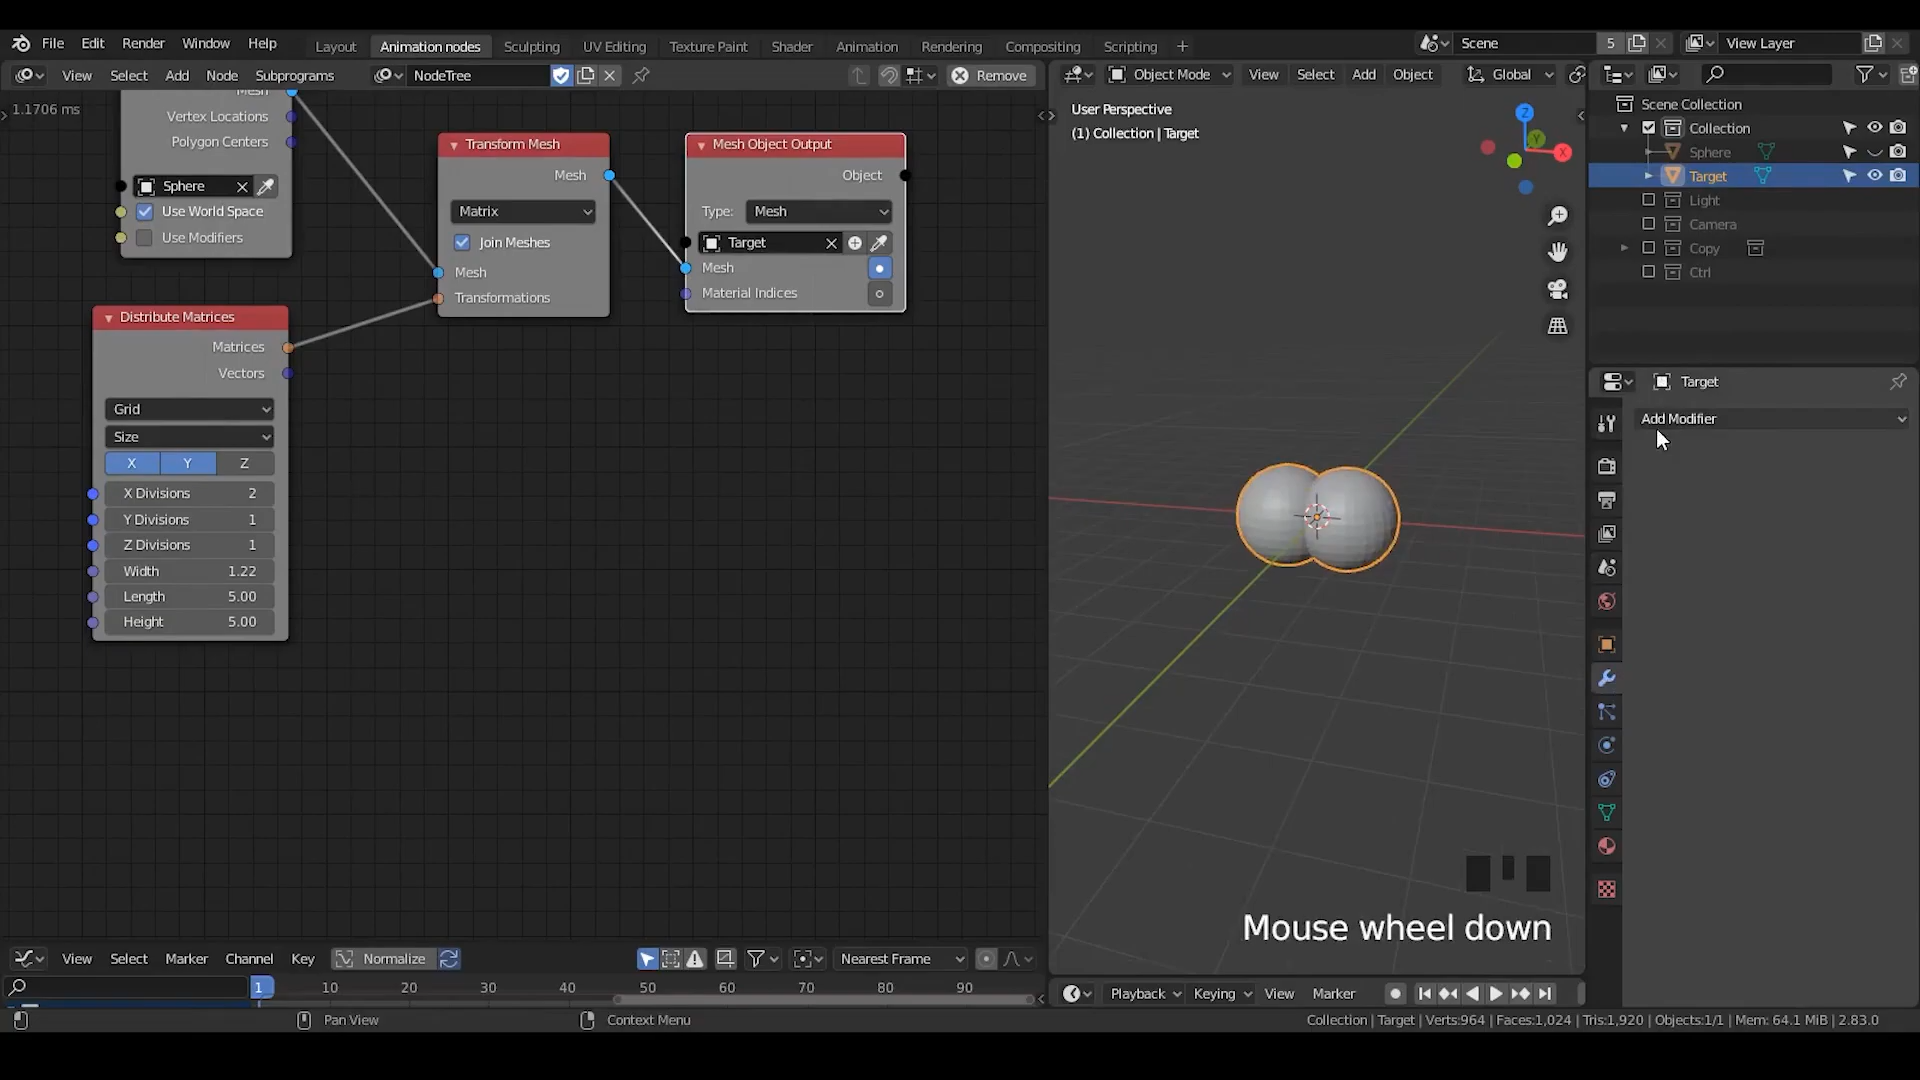 File Edit Render Window Help Layout Animation nodes Sculpting UV Editing Texture Paint Shader Animation Rendering Compositing Scripting + Scene 5 View Layer
View Select Add Node Subprograms NodeTree Remove Object Mode View Select Add Object Global
1.1706 ms
Mesh
Vertex Locations
Polygon Centers
Sphere
Use World Space
Use Modifiers
Transform Mesh
Mesh
Matrix
Join Meshes
Mesh
Transformations
Mesh Object Output
Object
Type: Mesh
Target
Mesh
Material Indices
Distribute Matrices
Matrices
Vectors
Grid
Size
X Y Z
X Divisions 2
Y Divisions 1
Z Divisions 1
Width 1.22
Length 5.00
Height 5.00
User Perspective
(1) Collection | Target
Z
Y
X
Mouse wheel down
Scene Collection
Collection
Sphere
Target
Light
Camera
Copy
Ctrl
Target
Add Modifier
View Select Marker Channel Key Normalize Nearest Frame
1 10 20 30 40 50 60 70 80 90
Playback Keying View Marker
Pan View Context Menu
Collection | Target | Verts:964 | Faces:1,024 | Tris:1,920 | Objects:1/1 | Mem: 64.1 MiB | 2.83.0